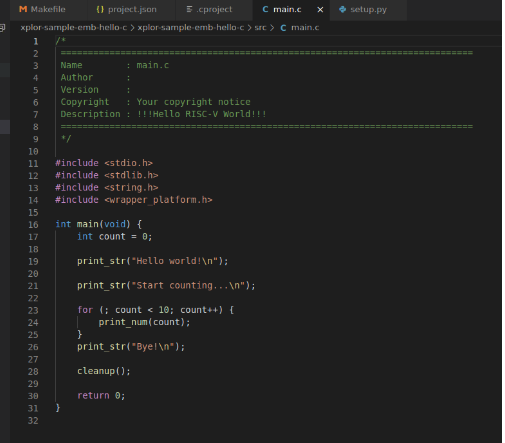 Makefile project.json .cproject main.c setup.py
xplor-sample-emb-hello-c > xplor-sample-emb-hello-c > src > main.c
1 /*
2 ============================================================================
3 Name : main.c
4 Author :
5 Version :
6 Copyright : Your copyright notice
7 Description : !!!Hello RISC-V World!!!
8 ============================================================================
9 */
10
11 #include <stdio.h>
12 #include <stdlib.h>
13 #include <string.h>
14 #include <wrapper_platform.h>
15
16 int main(void) {
17 int count = 0;
18
19 print_str("Hello world!\n");
20
21 print_str("Start counting...\n");
22
23 for (; count < 10; count++) {
24 print_num(count);
25 }
26 print_str("Bye!\n");
27
28 cleanup();
29
30 return 0;
31 }
32